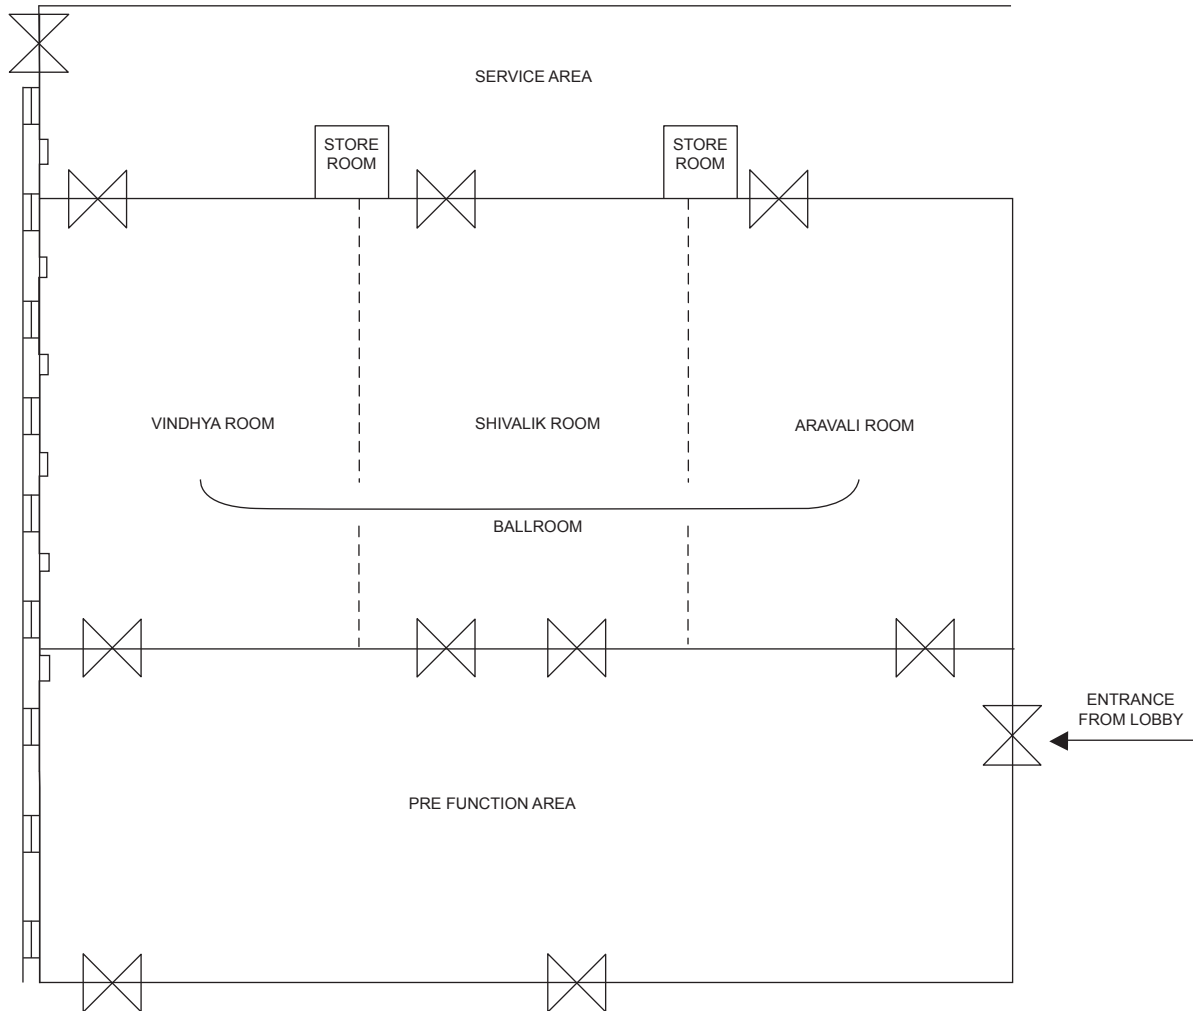 SERVICE AREA
STORE
ROOM
STORE
ROOM
VINDHYA ROOM
SHIVALIK ROOM
ARAVALI ROOM
BALLROOM
ENTRANCE
FROM LOBBY
PRE FUNCTION AREA